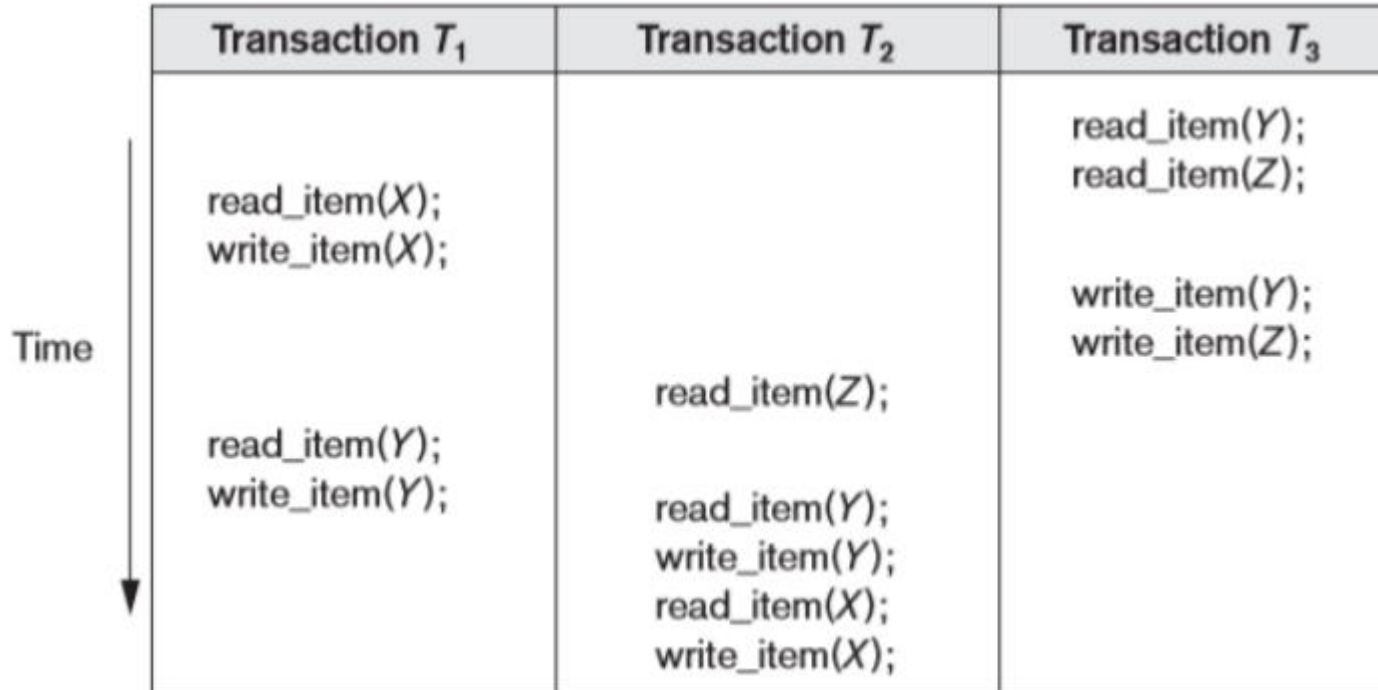 Transaction T₁ Transaction T₂ Transaction T₃
read_item(Y);
read_item(Z);
read_item(X);
write_item(X);
write_item(Y);
write_item(Z);
Time
read_item(Z);
read_item(Y);
write_item(Y);
read_item(Y);
write_item(Y);
read_item(X);
write_item(X);